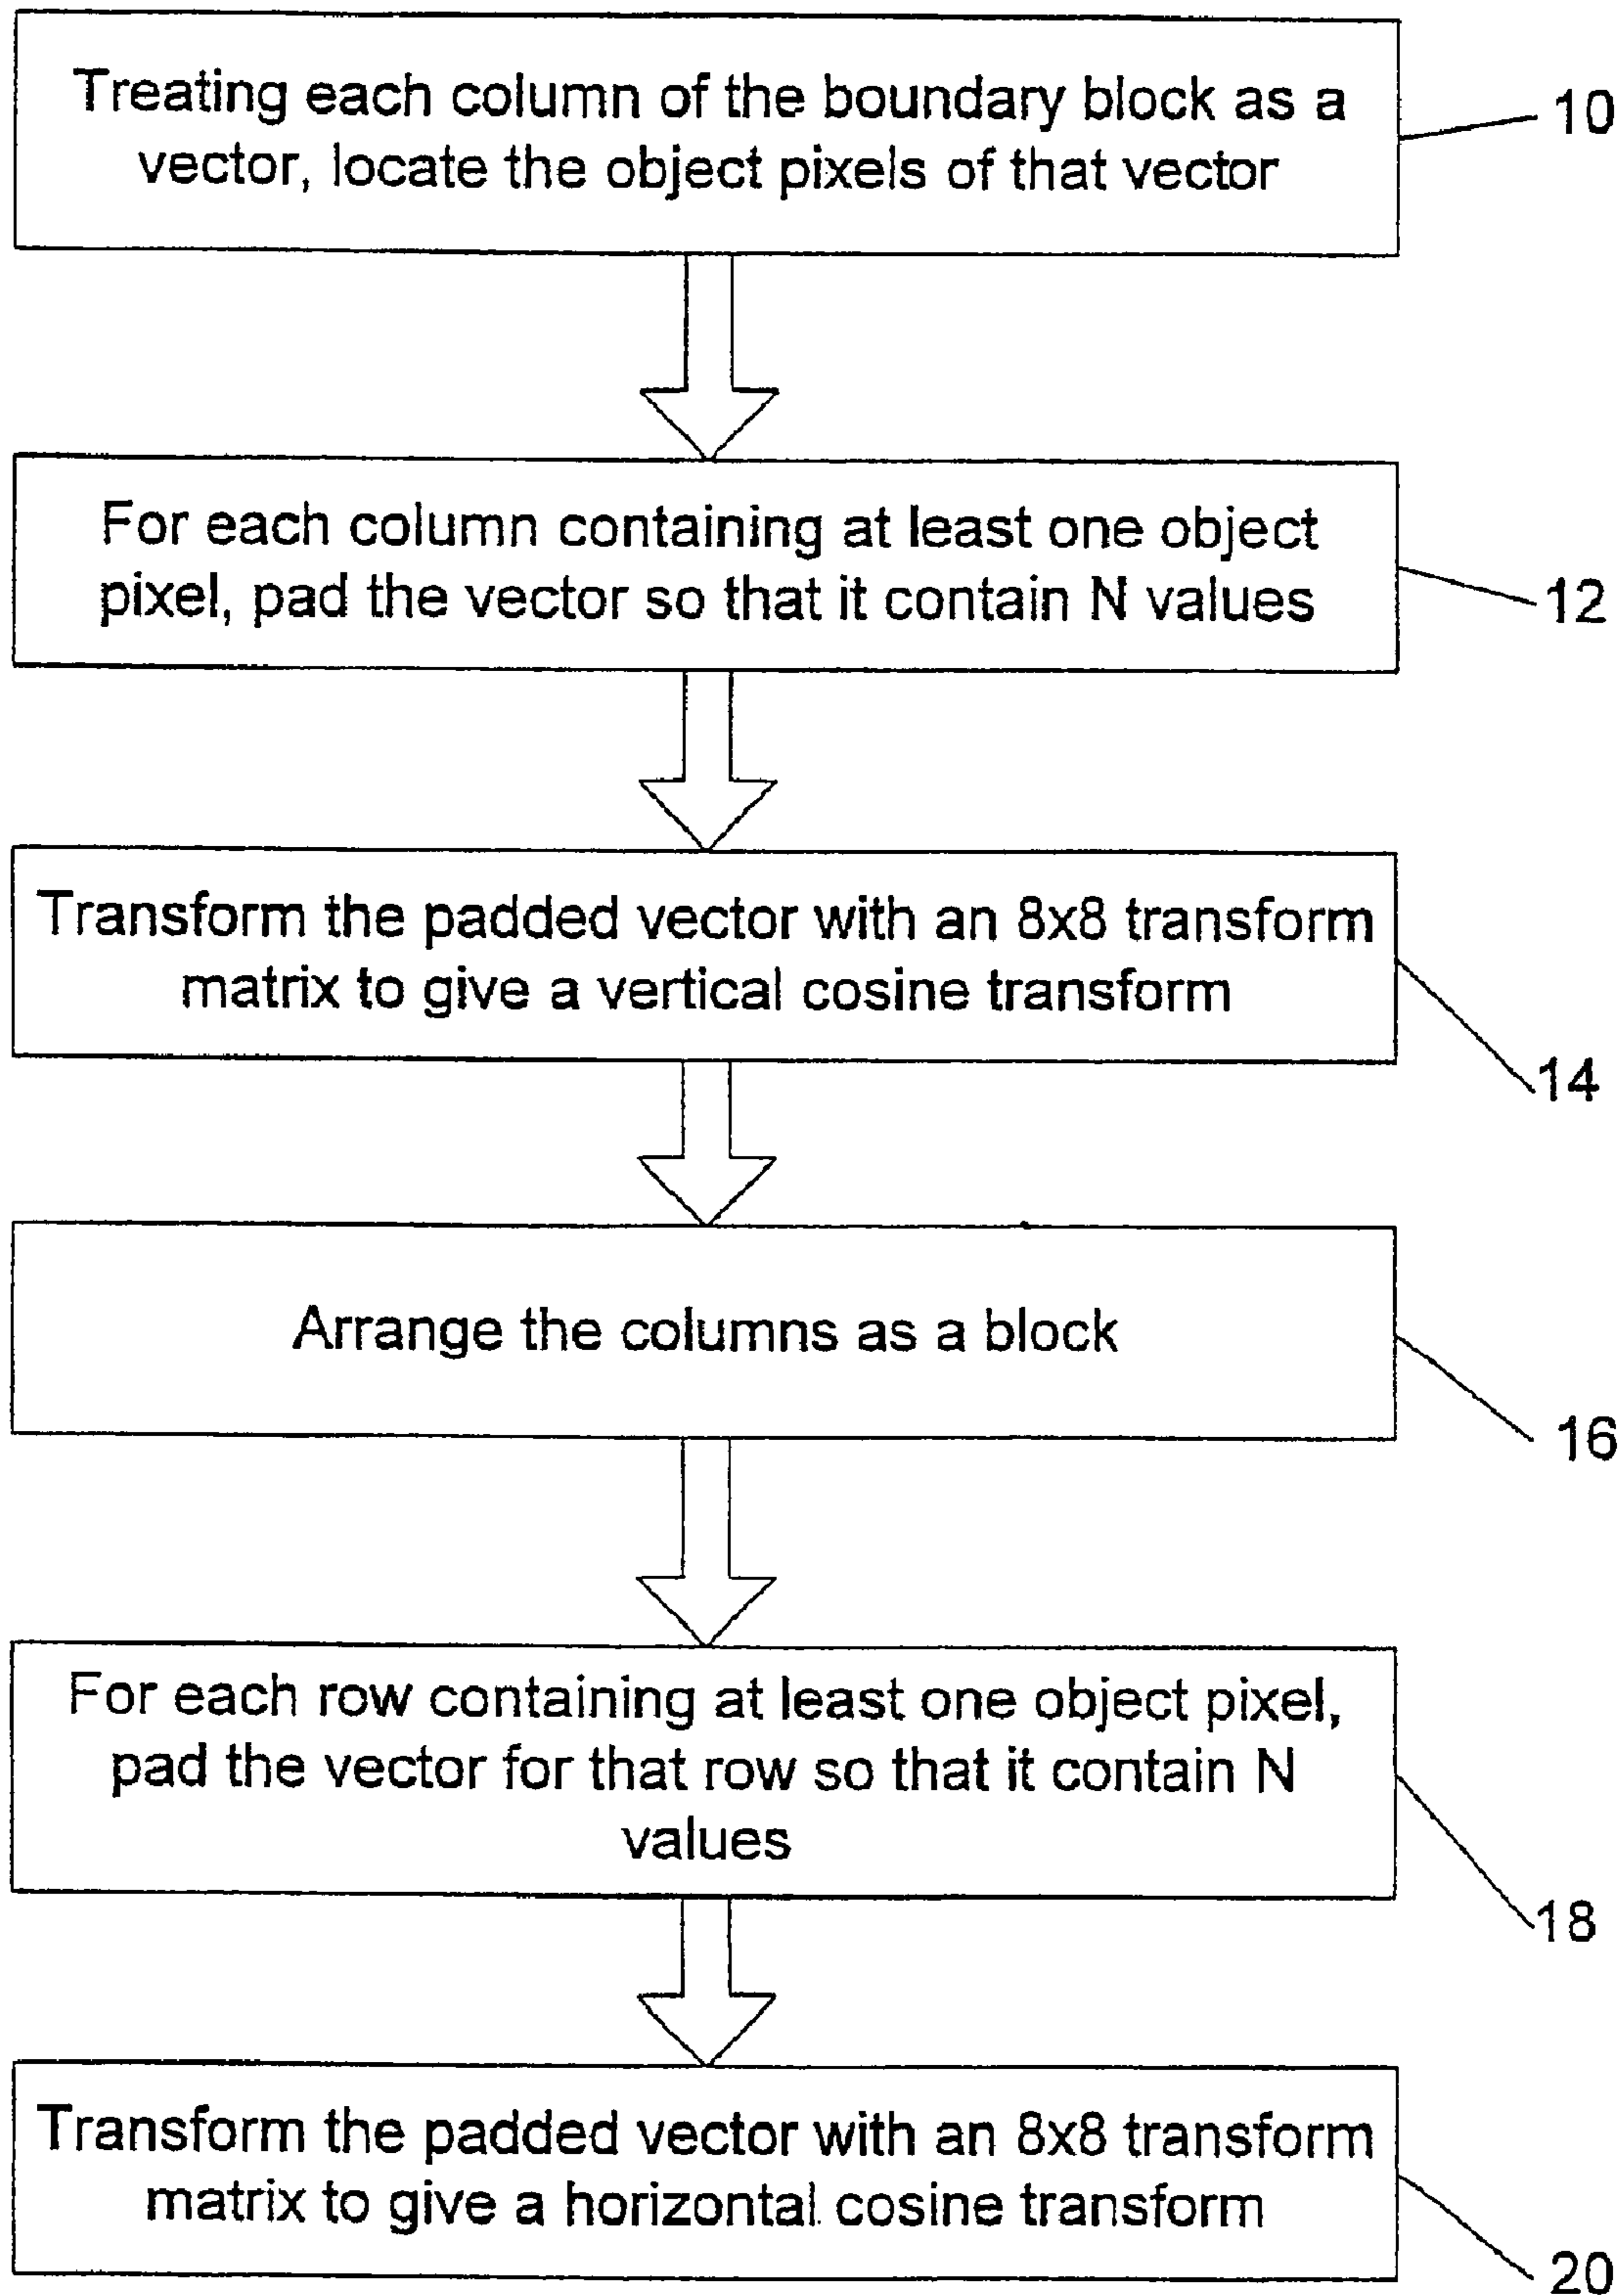 Treating each column of the boundary block as a
vector, locate the object pixels of that vector
10
For each column containing at least one object
pixel, pad the vector so that it contain N values
12
Transform the padded vector with an 8x8 transform
matrix to give a vertical cosine transform
14
Arrange the columns as a block
16
For each row containing at least one object pixel,
pad the vector for that row so that it contain N
values
18
Transform the padded vector with an 8x8 transform
matrix to give a horizontal cosine transform
20